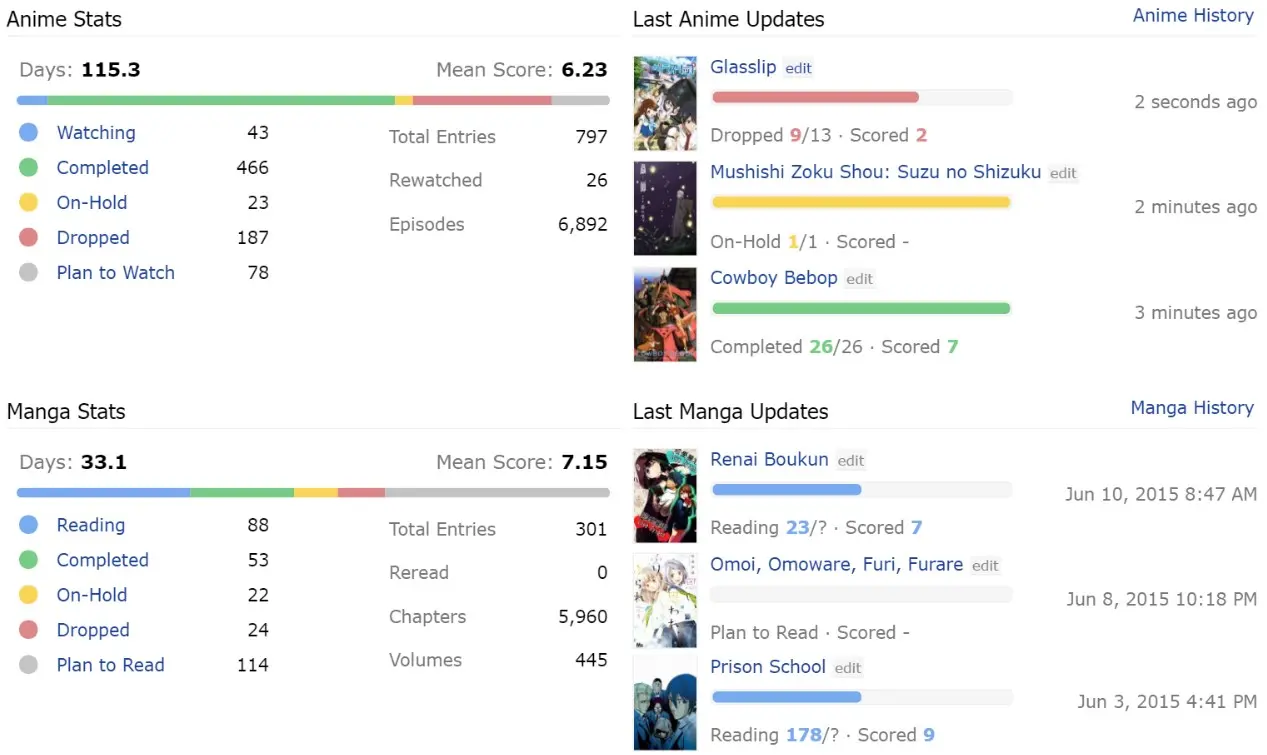 Anime Stats
Days: 115.3 Mean Score: 6.23
Watching 43
Completed 466
On-Hold 23
Dropped 187
Plan to Watch 78
Total Entries 797
Rewatched 26
Episodes 6,892
Last Anime Updates Anime History
Glasslip edit
2 seconds ago
Dropped 9/13 · Scored 2
Mushishi Zoku Shou: Suzu no Shizuku edit
2 minutes ago
On-Hold 1/1 · Scored -
Cowboy Bebop edit
3 minutes ago
Completed 26/26 · Scored 7
Manga Stats
Days: 33.1 Mean Score: 7.15
Reading 88
Completed 53
On-Hold 22
Dropped 24
Plan to Read 114
Total Entries 301
Reread 0
Chapters 5,960
Volumes 445
Last Manga Updates Manga History
Renai Boukun edit
Jun 10, 2015 8:47 AM
Reading 23/? · Scored 7
Omoi, Omoware, Furi, Furare edit
Jun 8, 2015 10:18 PM
Plan to Read · Scored -
Prison School edit
Jun 3, 2015 4:41 PM
Reading 178/? · Scored 9